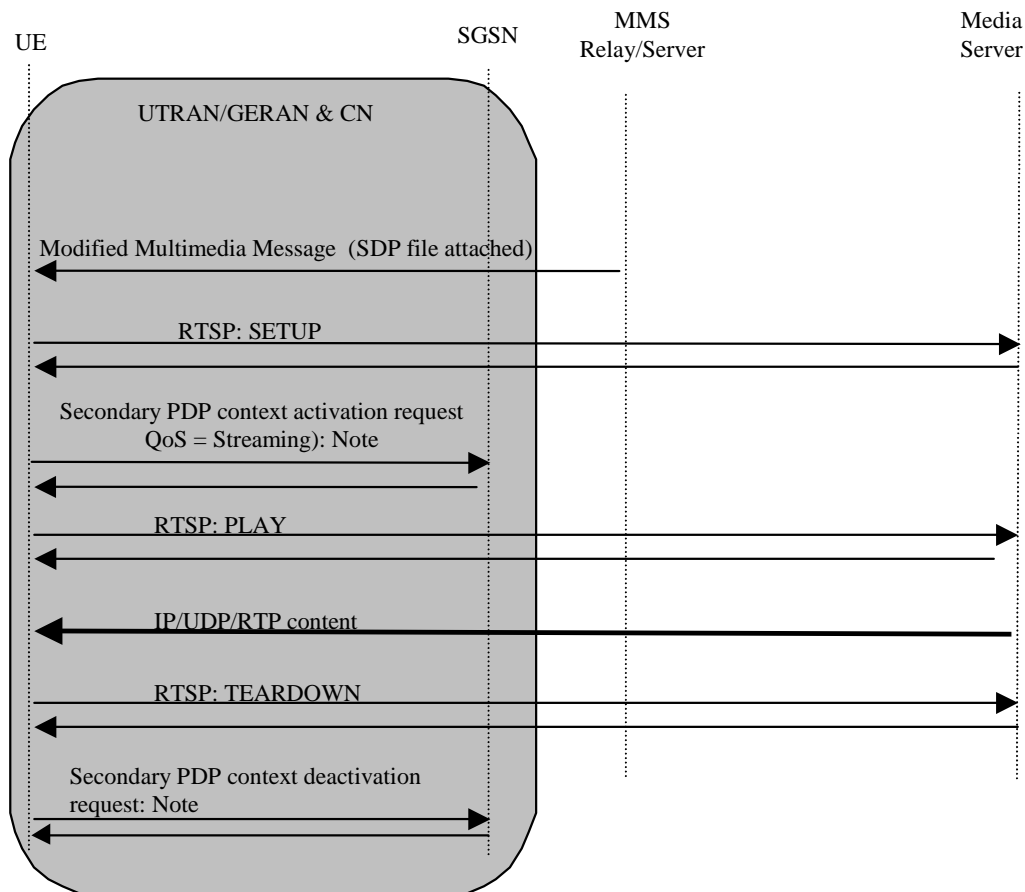 UE
SGSN
MMS
Relay/Server
Media
Server
UTRAN/GERAN & CN
Modified Multimedia Message (SDP file attached)
RTSP: SETUP
Secondary PDP context activation request
QoS = Streaming): Note
RTSP: PLAY
IP/UDP/RTP content
RTSP: TEARDOWN
Secondary PDP context deactivation
request: Note